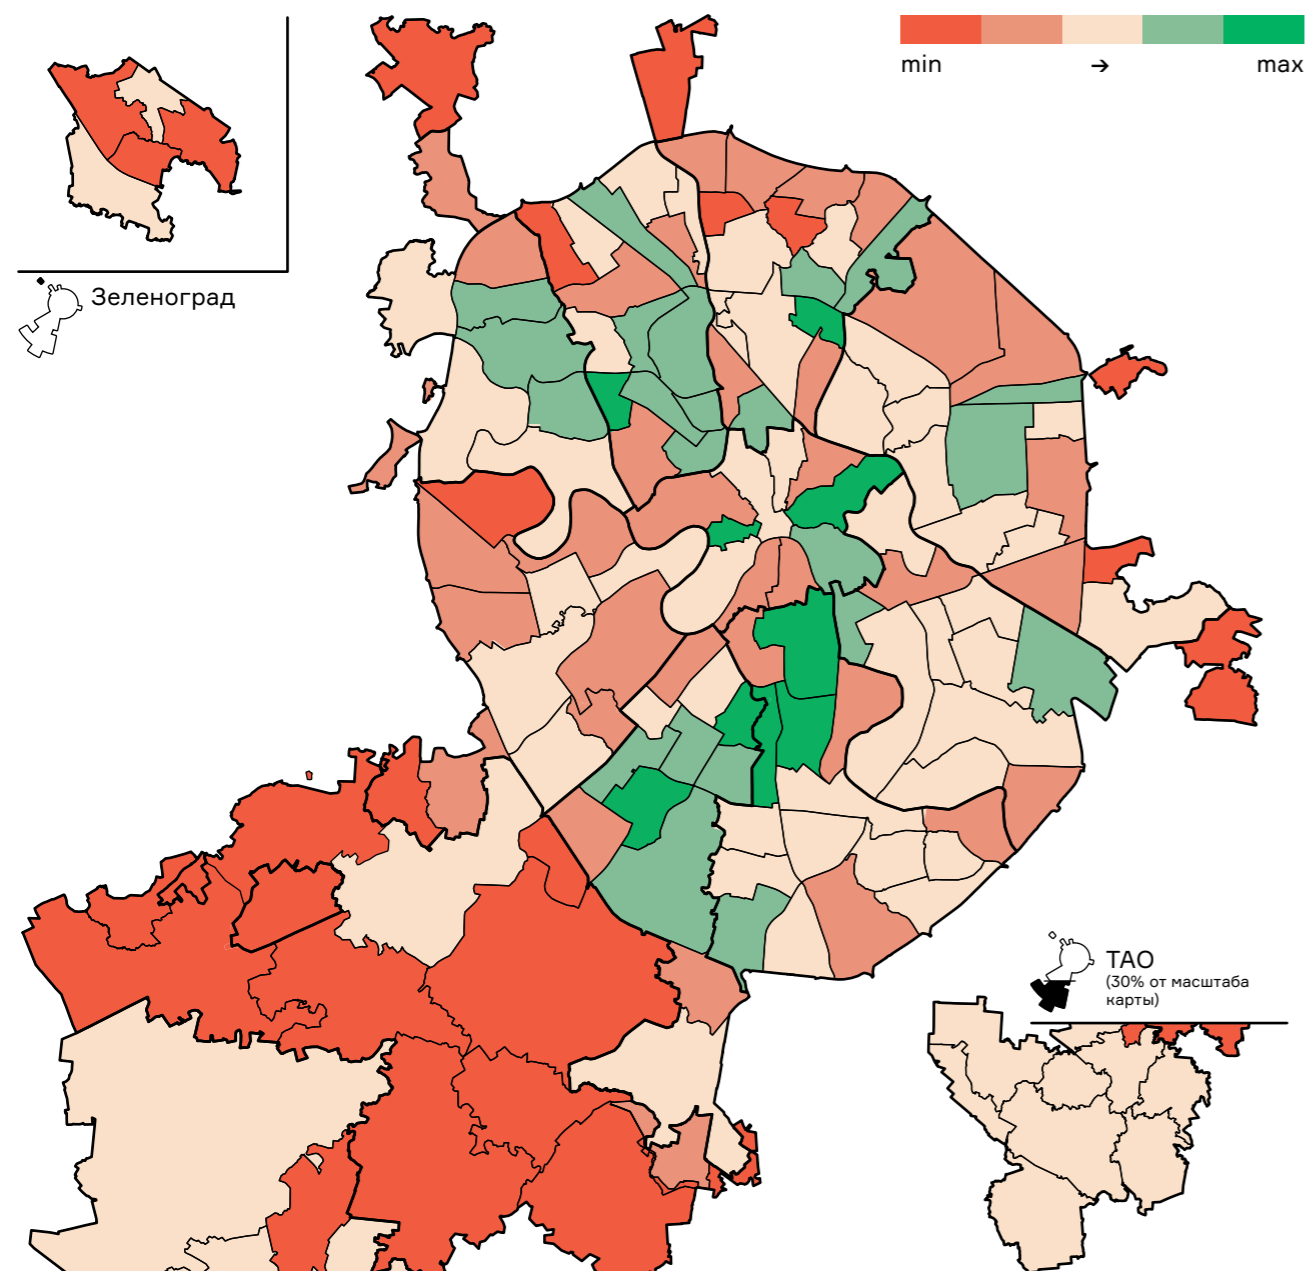 min → max
Зеленоград
ТАО
(30% от масштаба
карты)